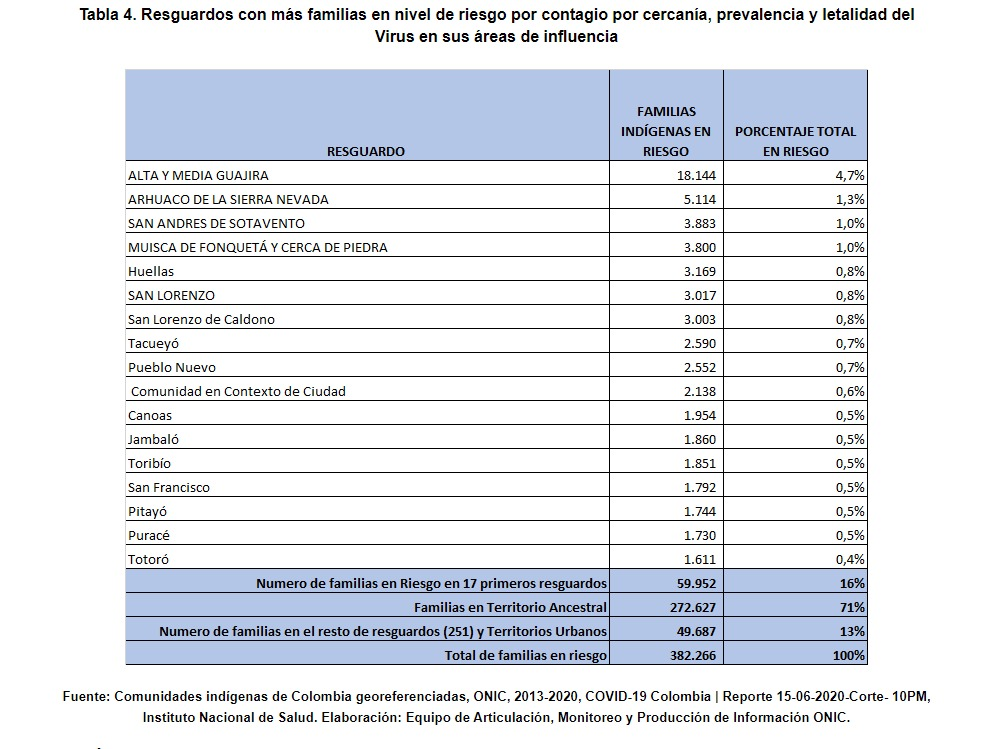 Tabla 4. Resguardos con más familias en nivel de riesgo por contagio por cercanía, prevalencia y letalidad del
Virus en sus áreas de influencia
RESGUARDO FAMILIAS INDÍGENAS EN RIESGO PORCENTAJE TOTAL EN RIESGO
ALTA Y MEDIA GUAJIRA 18.144 4,7%
ARHUACO DE LA SIERRA NEVADA 5.114 1,3%
SAN ANDRES DE SOTAVENTO 3.883 1,0%
MUISCA DE FONQUETÁ Y CERCA DE PIEDRA 3.800 1,0%
Huellas 3.169 0,8%
SAN LORENZO 3.017 0,8%
San Lorenzo de Caldono 3.003 0,8%
Tacueyó 2.590 0,7%
Pueblo Nuevo 2.552 0,7%
Comunidad en Contexto de Ciudad 2.138 0,6%
Canoas 1.954 0,5%
Jambaló 1.860 0,5%
Toribío 1.851 0,5%
San Francisco 1.792 0,5%
Pitayó 1.744 0,5%
Puracé 1.730 0,5%
Totoró 1.611 0,4%
Numero de familias en Riesgo en 17 primeros resguardos 59.952 16%
Familias en Territorio Ancestral 272.627 71%
Numero de familias en el resto de resguardos (251) y Territorios Urbanos 49.687 13%
Total de familias en riesgo 382.266 100%
Fuente: Comunidades indígenas de Colombia georeferenciadas, ONIC, 2013-2020, COVID-19 Colombia | Reporte 15-06-2020-Corte- 10PM,
Instituto Nacional de Salud. Elaboración: Equipo de Articulación, Monitoreo y Producción de Información ONIC.